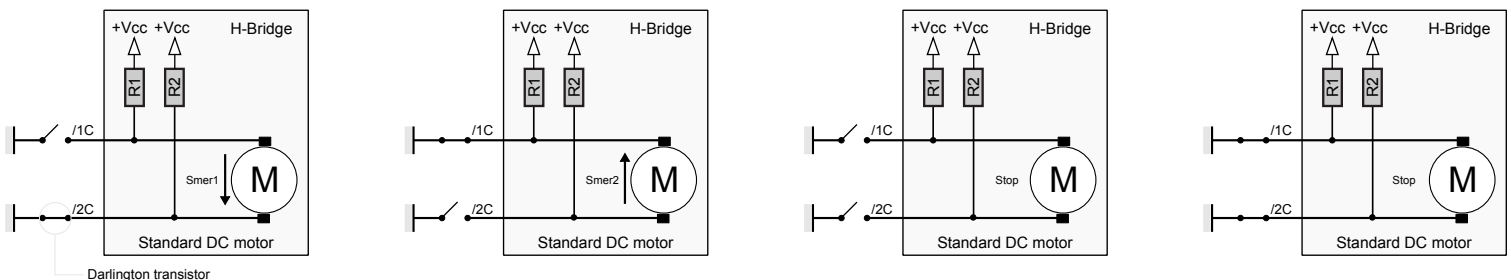 +Vcc +Vcc H-Bridge
R1 R2
/1C
Smer1 M
/2C
Standard DC motor
Darlington transistor
+Vcc +Vcc H-Bridge
R1 R2
/1C
Smer2 M
/2C
Standard DC motor
+Vcc +Vcc H-Bridge
R1 R2
/1C
Stop M
/2C
Standard DC motor
+Vcc +Vcc H-Bridge
R1 R2
/1C
Stop M
/2C
Standard DC motor